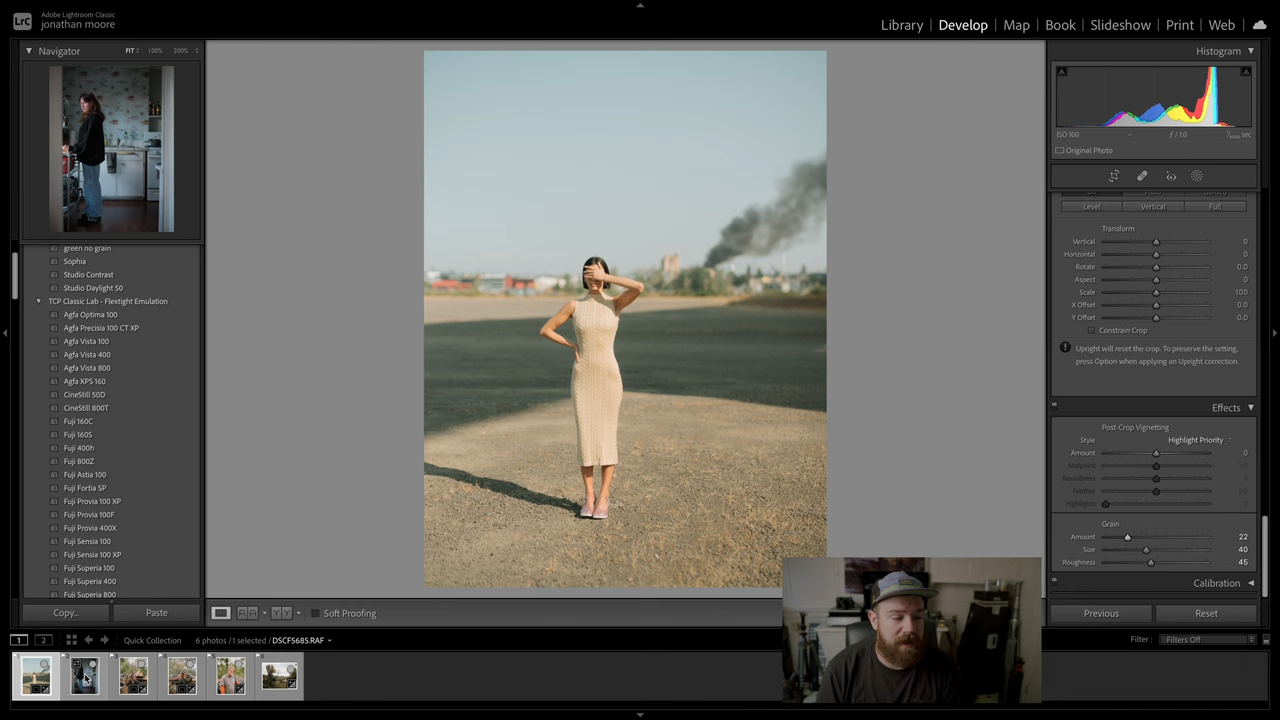 LrC
Adobe Lightroom Classic
jonathan moore
Library | Develop | Map | Book | Slideshow | Print | Web
Navigator FIT 100% 200%
green no grain
Sophia
Studio Contrast
Studio Daylight 50
TCP Classic Lab - Flextight Emulation
Agfa Optima 100
Agfa Precisia 100 CT XP
Agfa Vista 100
Agfa Vista 400
Agfa Vista 800
Agfa XPS 160
CineStill 50D
CineStill 800T
Fuji 160C
Fuji 160S
Fuji 400h
Fuji 800Z
Fuji Astia 100
Fuji Fortia SP
Fuji Provia 100 XP
Fuji Provia 100F
Fuji Provia 400X
Fuji Sensia 100
Fuji Sensia 100 XP
Fuji Superia 100
Fuji Superia 400
Fuji Superia 800
Copy... Paste
Soft Proofing
Histogram
ISO 100 – ƒ / 1.0 sec
Original Photo
Level Vertical Full
Transform
Vertical 0
Horizontal 0
Rotate 0.0
Aspect 0
Scale 100
X Offset 0.0
Y Offset 0.0
Constrain Crop
Upright will reset the crop. To preserve the setting,
press Option when applying an Upright correction.
Effects
Post-Crop Vignetting
Style Highlight Priority
Amount 0
Midpoint
Roundness
Feather
Highlights
Grain
Amount 22
Size 40
Roughness 45
Calibration
Previous Reset
1 2 Quick Collection 6 photos / 1 selected / DSCF5685.RAF
Filter : Filters Off